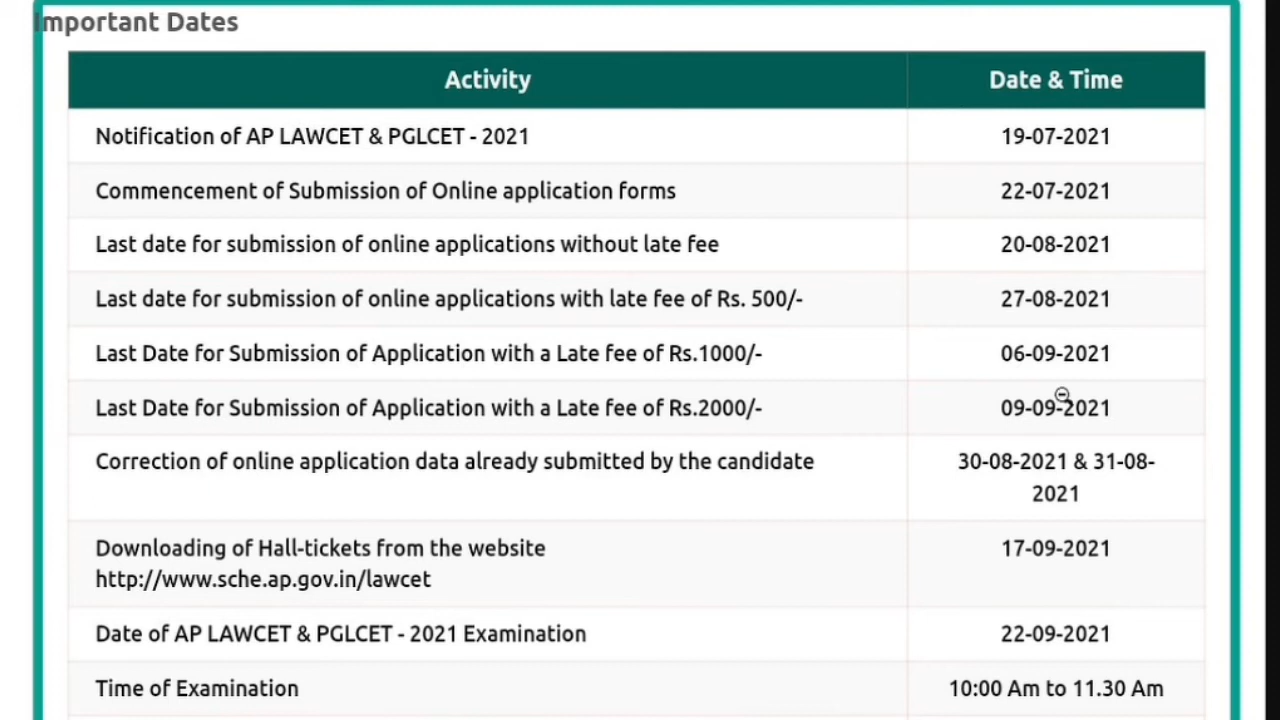 Important Dates
Activity Date & Time
Notification of AP LAWCET & PGLCET - 2021 19-07-2021
Commencement of Submission of Online application forms 22-07-2021
Last date for submission of online applications without late fee 20-08-2021
Last date for submission of online applications with late fee of Rs. 500/- 27-08-2021
Last Date for Submission of Application with a Late fee of Rs.1000/- 06-09-2021
Last Date for Submission of Application with a Late fee of Rs.2000/- 09-09-2021
Correction of online application data already submitted by the candidate 30-08-2021 & 31-08-
2021
Downloading of Hall-tickets from the website 17-09-2021
http://www.sche.ap.gov.in/lawcet
Date of AP LAWCET & PGLCET - 2021 Examination 22-09-2021
Time of Examination 10:00 Am to 11.30 Am